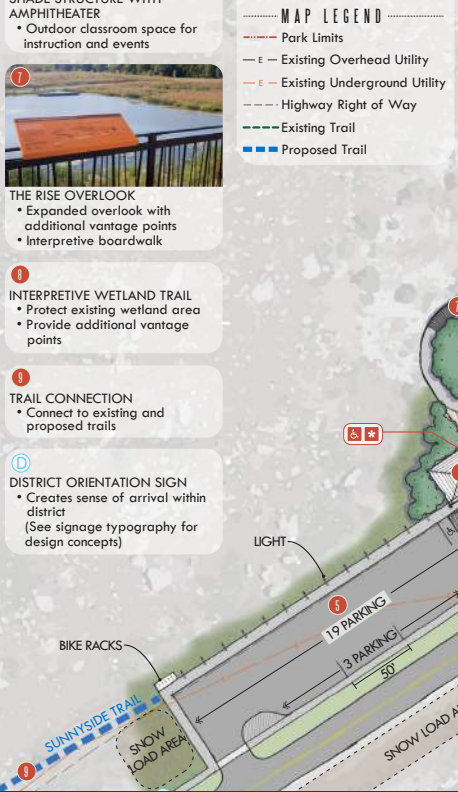 SHADE STRUCTURE WITH
AMPHITHEATER
• Outdoor classroom space for
instruction and events
7
THE RISE OVERLOOK
• Expanded overlook with
additional vantage points
• Interpretive boardwalk
8
INTERPRETIVE WETLAND TRAIL
• Protect existing wetland area
• Provide additional vantage
points
9
TRAIL CONNECTION
• Connect to existing and
proposed trails
D
DISTRICT ORIENTATION SIGN
• Creates sense of arrival within
district
(See signage typography for
design concepts)
MAP LEGEND
Park Limits
E Existing Overhead Utility
E Existing Underground Utility
Highway Right of Way
Existing Trail
Proposed Trail
LIGHT
5
19 PARKING
3 PARKING
50'
BIKE RACKS
SUNNYSIDE TRAIL
9
SNOW
LOAD AREA
SNOW LOAD A